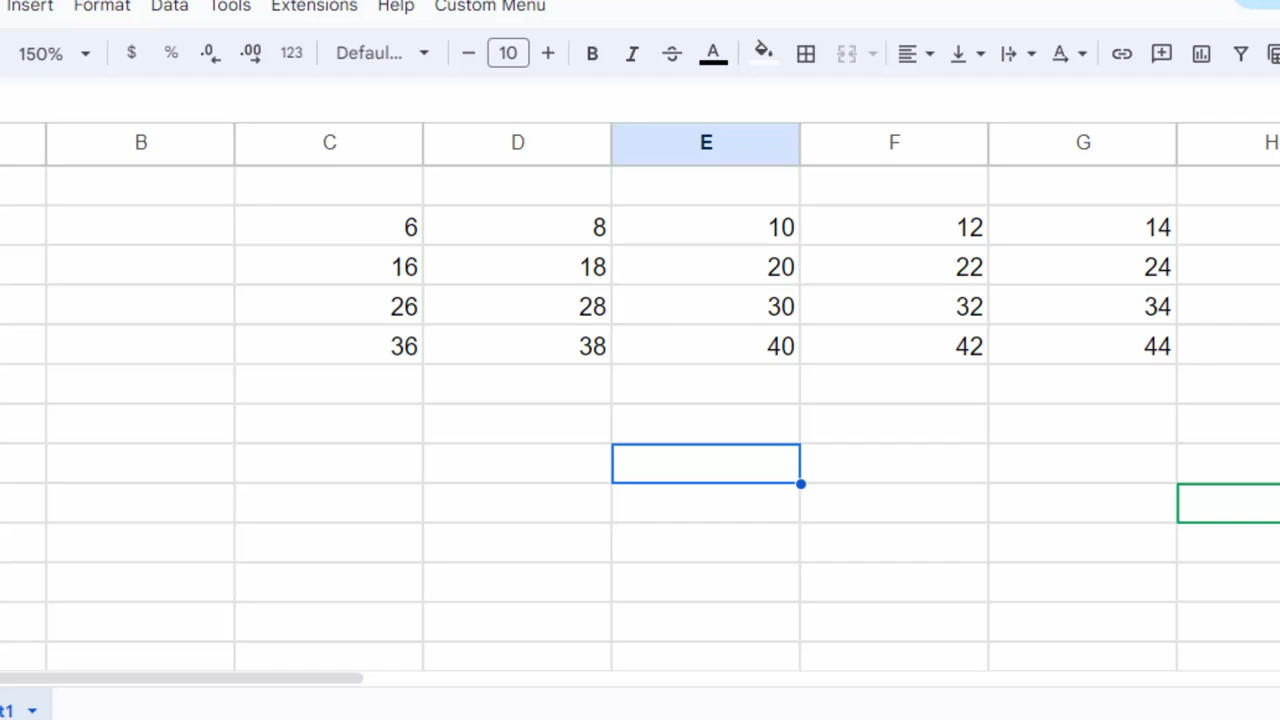 Insert Format Data Tools Extensions Help Custom Menu
150% $ % .0 .00 123 Defaul... − 10 + B I S A A
B C D E F G H
6 8 10 12 14
16 18 20 22 24
26 28 30 32 34
36 38 40 42 44
t1